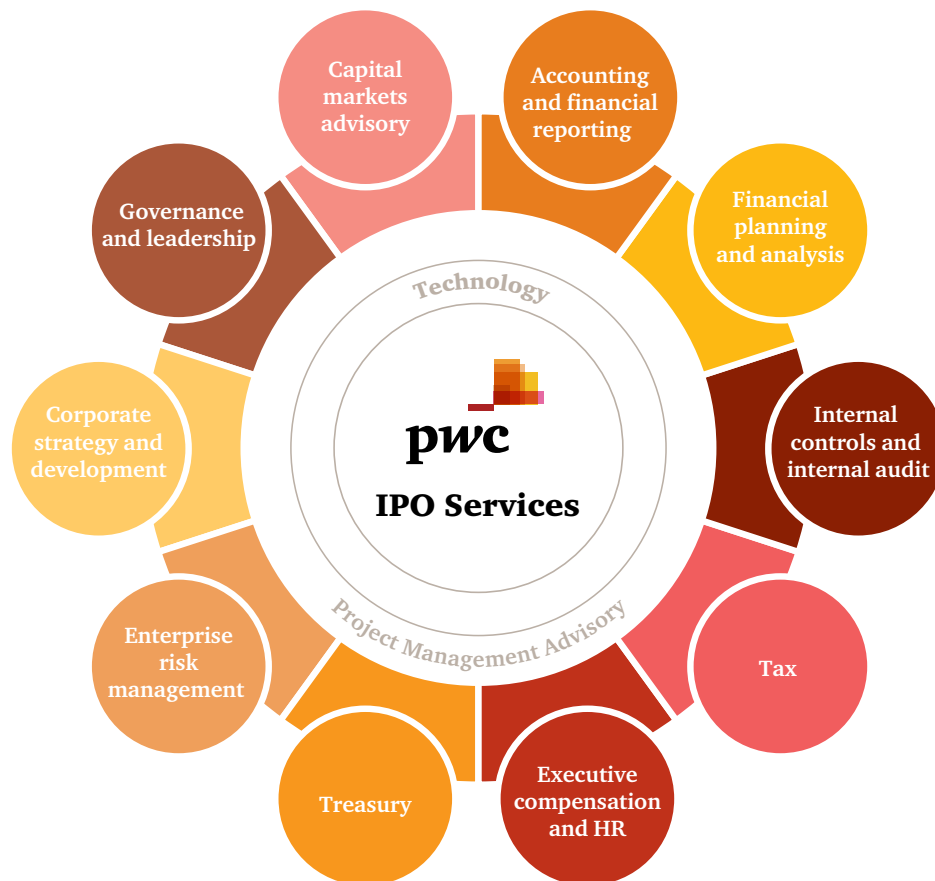 Capital
markets
advisory
Accounting
and financial
reporting
Financial
planning
and analysis
Internal
controls and
internal audit
Tax
Executive
compensation
and HR
Treasury
Enterprise
risk
management
Corporate
strategy and
development
Governance
and leadership
Technology
pwc
IPO Services
Project Management Advisory